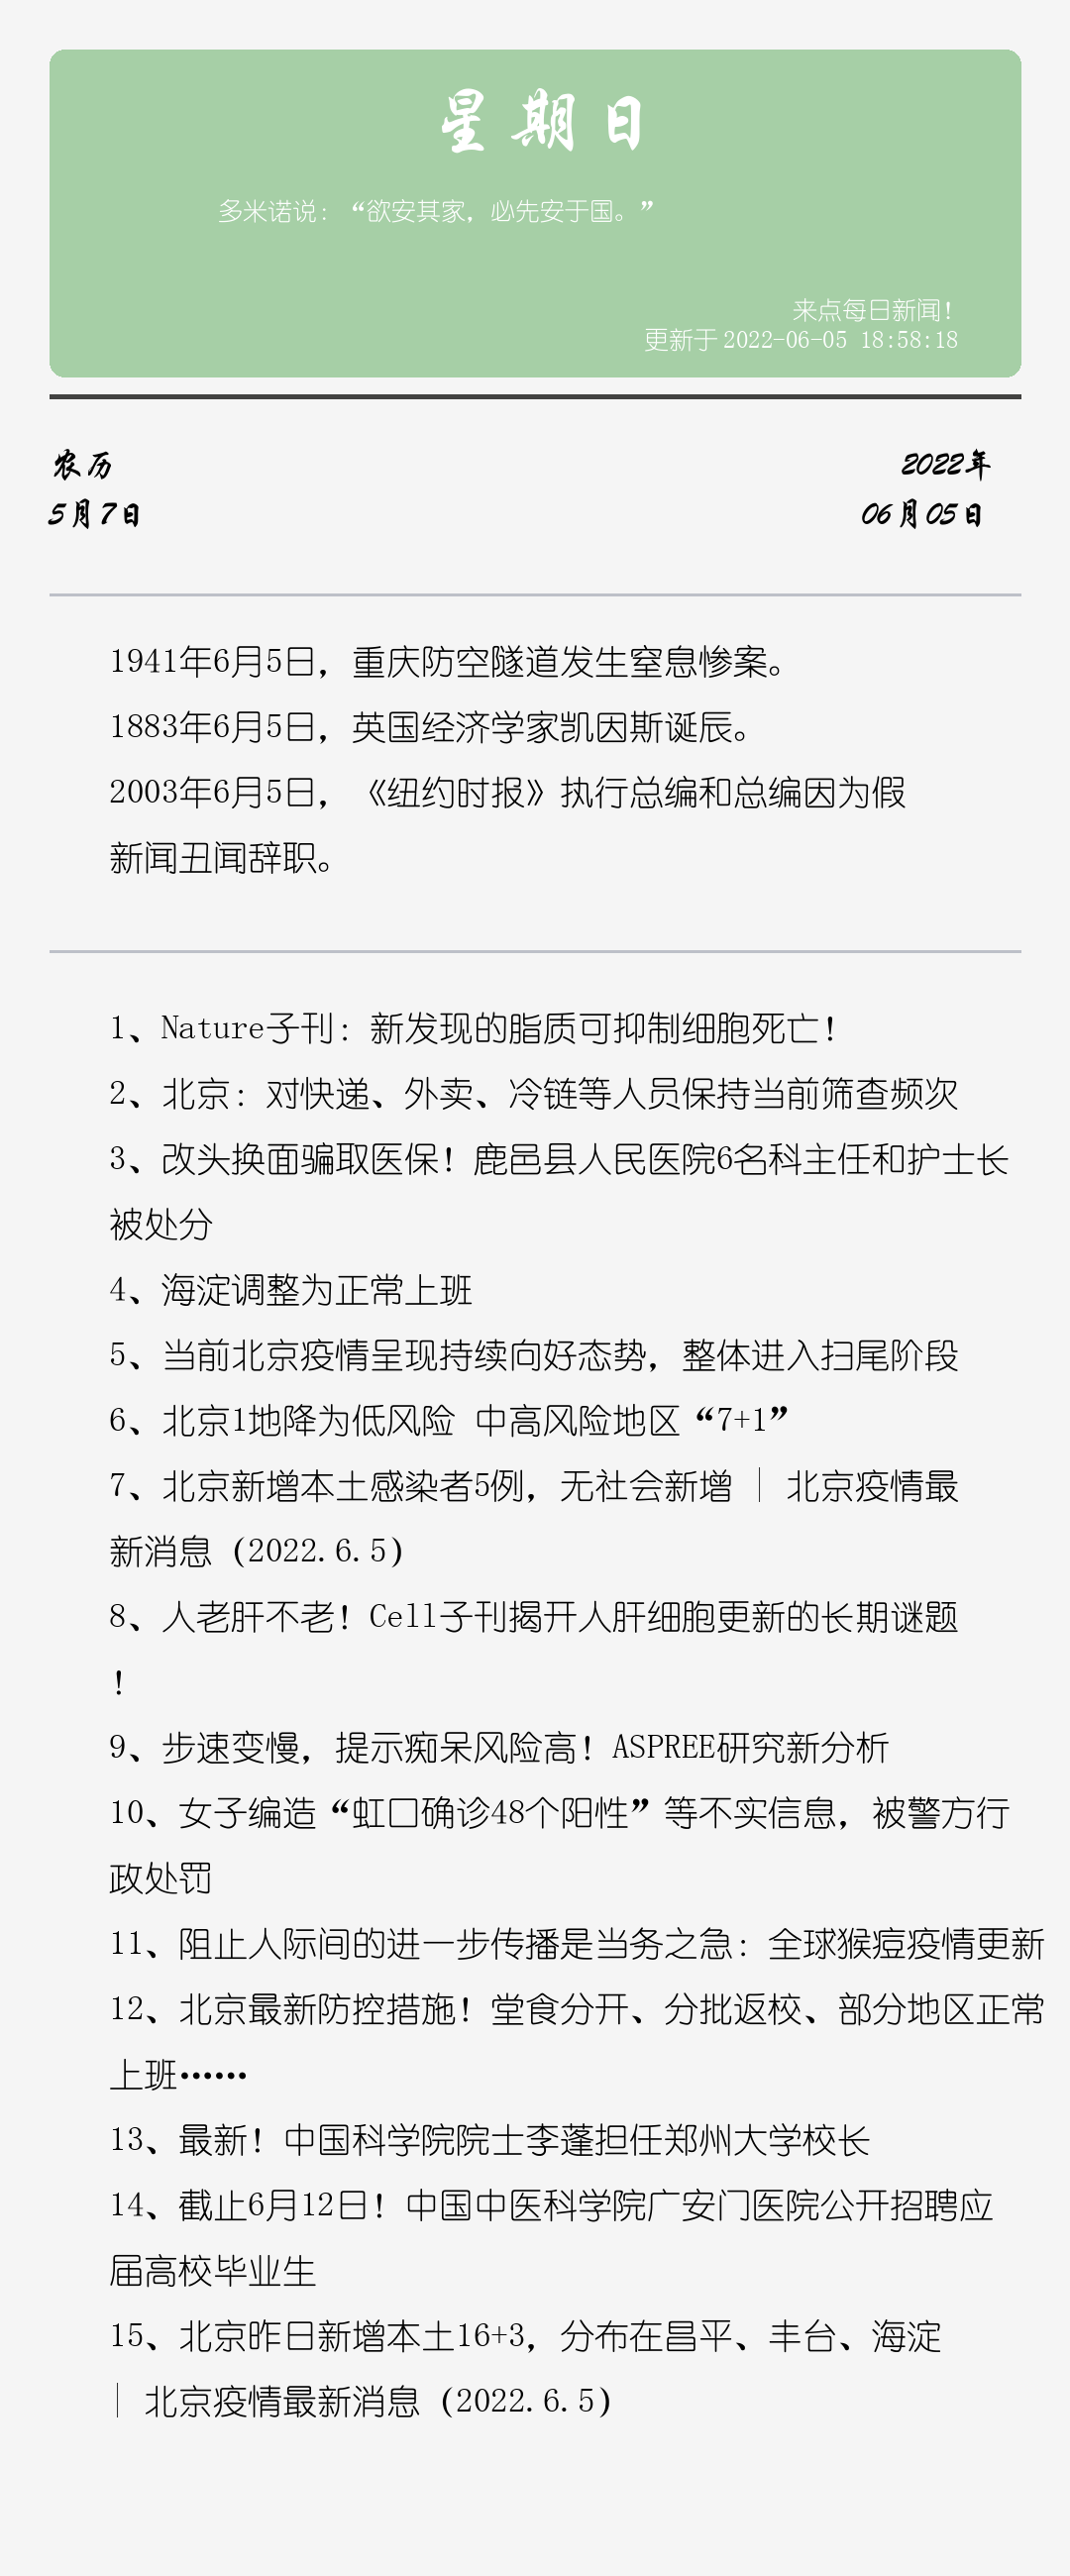 星期日
多米诺说：“欲安其家，必先安于国。”
来点每日新闻！
更新于 2022-06-05 18:58:18
农历
2022年
5月7日
06月05日
1941年6月5日，重庆防空隧道发生窒息惨案。
1883年6月5日，英国经济学家凯因斯诞辰。
2003年6月5日，《纽约时报》执行总编和总编因为假
新闻丑闻辞职。
1、Nature子刊：新发现的脂质可抑制细胞死亡！
2、北京：对快递、外卖、冷链等人员保持当前筛查频次
3、改头换面骗取医保！鹿邑县人民医院6名科主任和护士长
被处分
4、海淀调整为正常上班
5、当前北京疫情呈现持续向好态势，整体进入扫尾阶段
6、北京1地降为低风险 中高风险地区“7+1”
7、北京新增本土感染者5例，无社会新增｜北京疫情最
新消息（2022.6.5）
8、人老肝不老！Cell子刊揭开人肝细胞更新的长期谜题
！
9、步速变慢，提示痴呆风险高！ASPREE研究新分析
10、女子编造“虹口确诊48个阳性”等不实信息，被警方行
政处罚
11、阻止人际间的进一步传播是当务之急：全球猴痘疫情更新
12、北京最新防控措施！堂食分开、分批返校、部分地区正常
上班……
13、最新！中国科学院院士李蓬担任郑州大学校长
14、截止6月12日！中国中医科学院广安门医院公开招聘应
届高校毕业生
15、北京昨日新增本土16+3，分布在昌平、丰台、海淀
｜北京疫情最新消息（2022.6.5）